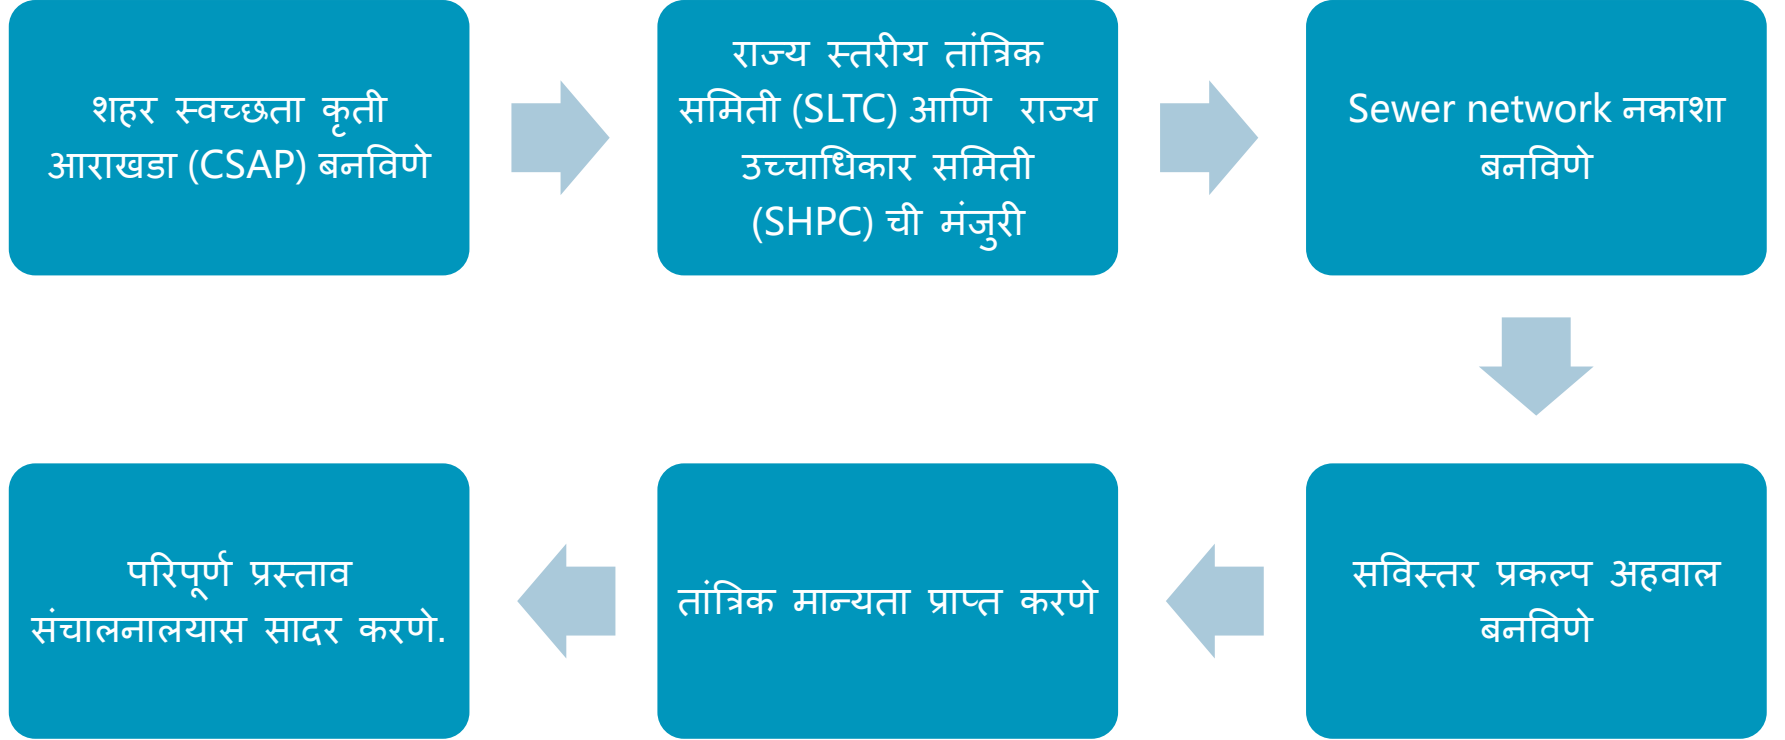 शहर स्वच्छता कृती
आराखडा (CSAP) बनविणे
राज्य स्तरीय तांत्रिक
समिती (SLTC) आणि राज्य
उच्चाधिकार समिती
(SHPC) ची मंजुरी
Sewer network नकाशा
बनविणे
सविस्तर प्रकल्प अहवाल
बनविणे
तांत्रिक मान्यता प्राप्त करणे
परिपूर्ण प्रस्ताव
संचालनालयास सादर करणे.